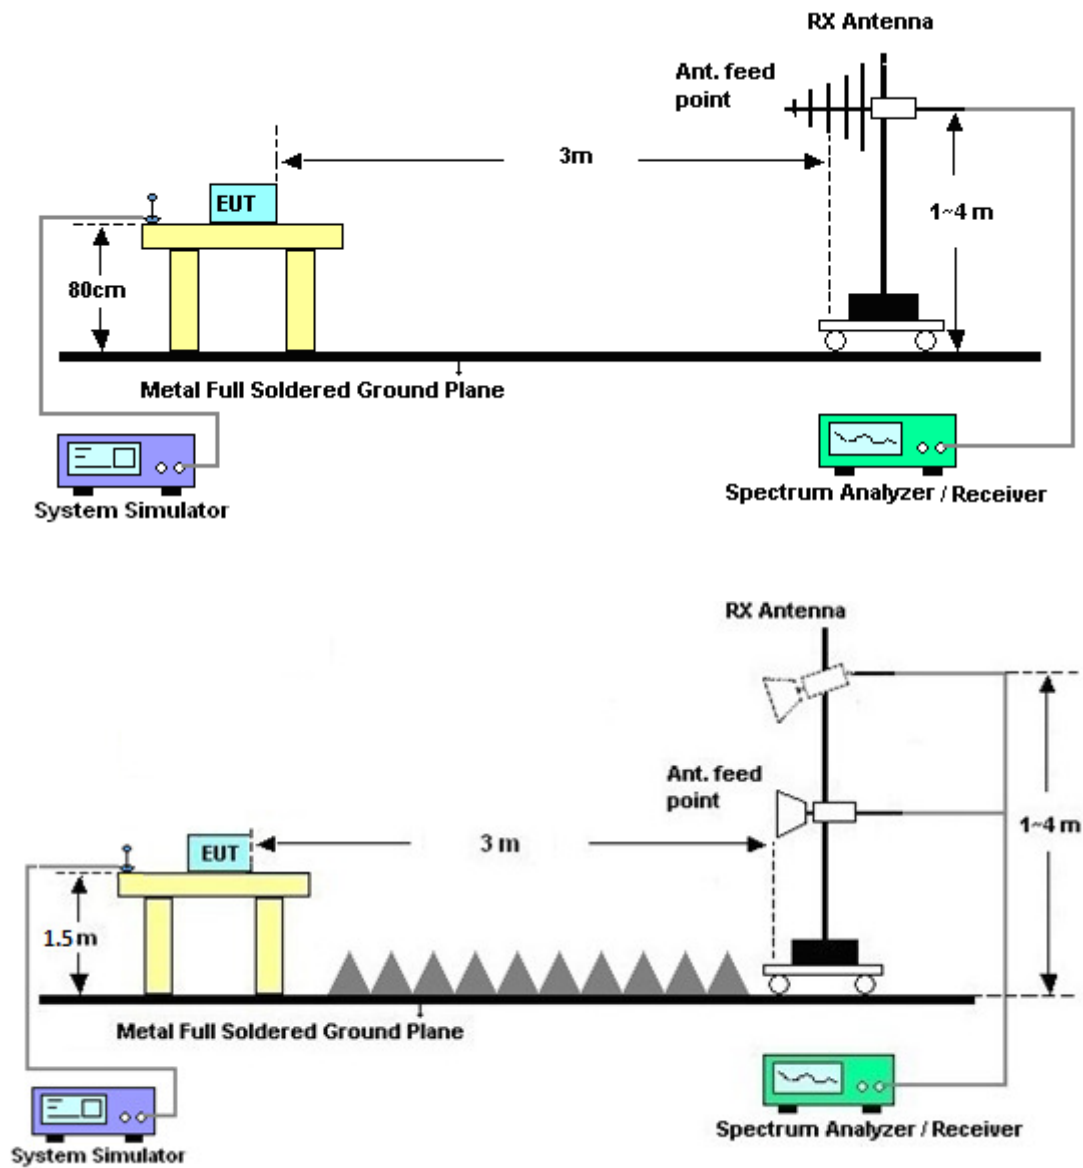 RX Antenna
Ant. feed
point
3m
EUT
1~4 m
80cm
Metal Full Soldered Ground Plane
System Simulator
Spectrum Analyzer / Receiver
RX Antenna
Ant. feed
point
3 m
1~4 m
EUT
1.5 m
Metal Full Soldered Ground Plane
System Simulator
Spectrum Analyzer / Receiver